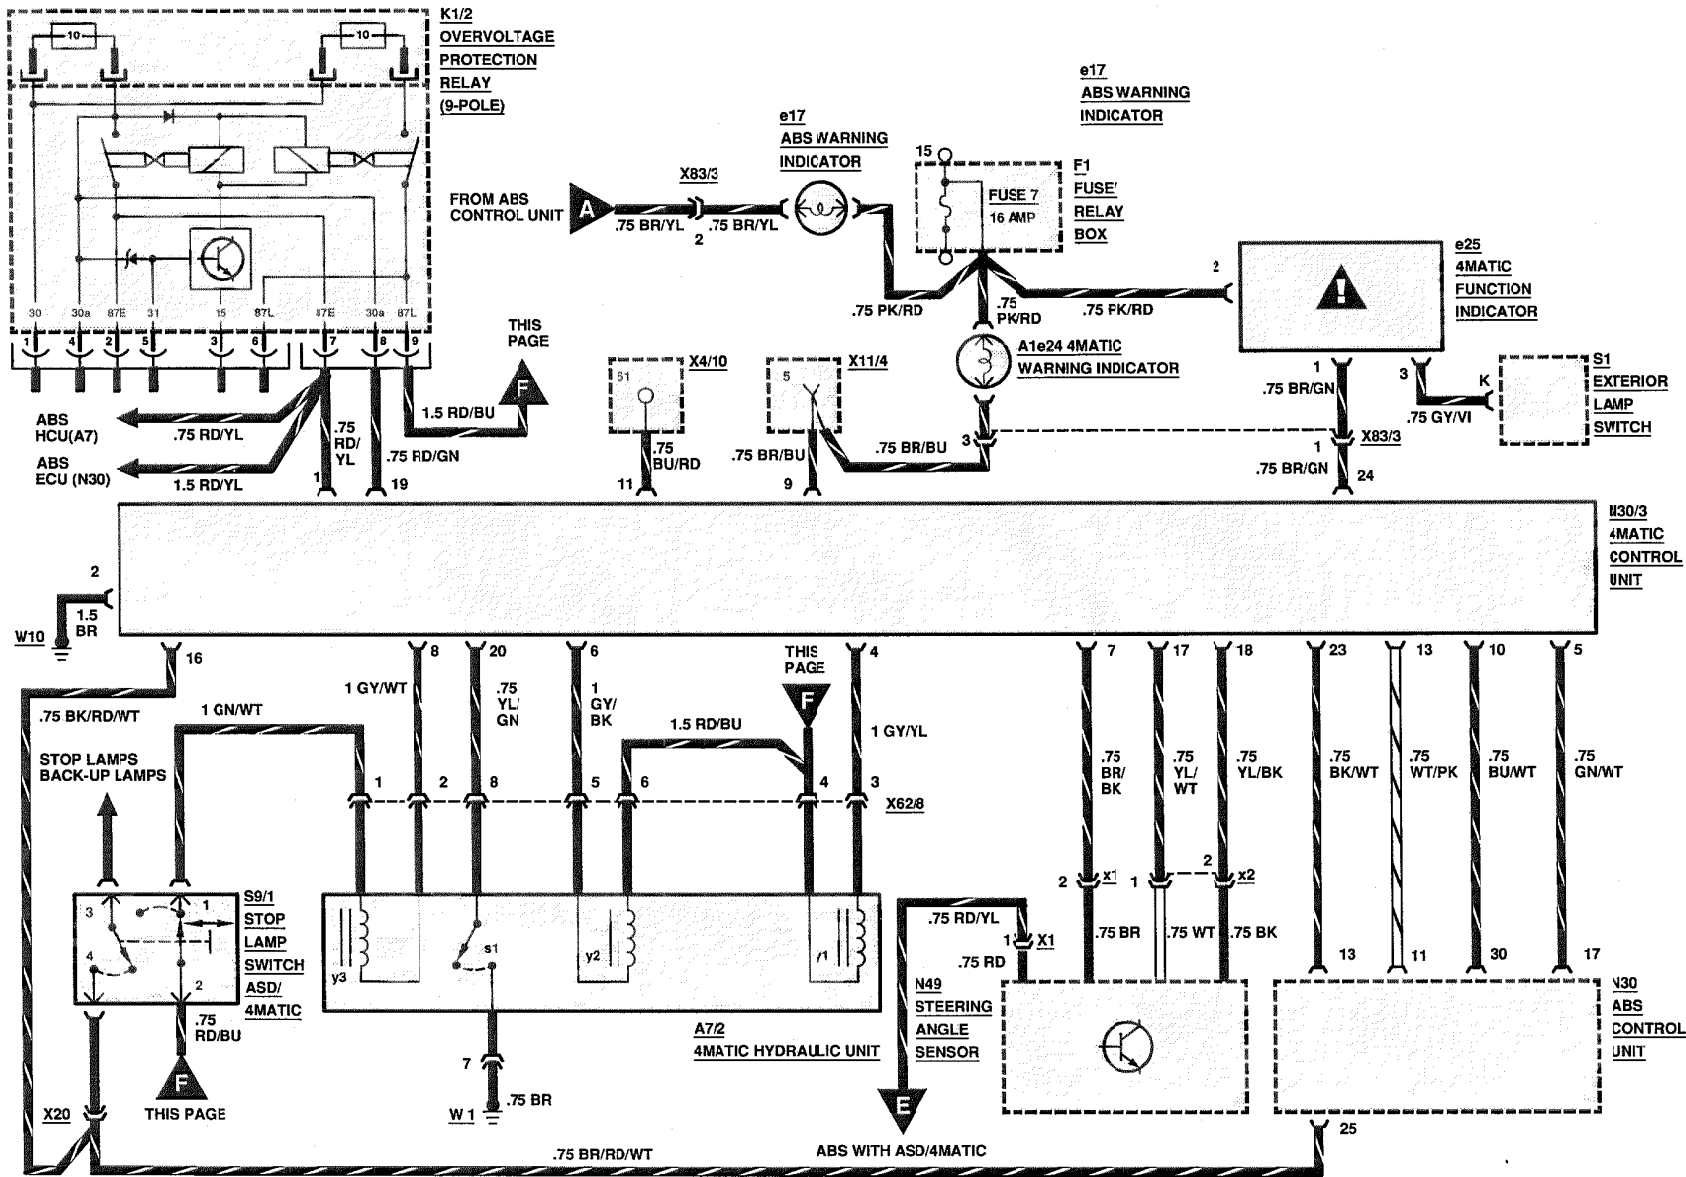 K1/2
OVERVOLTAGE
PROTECTION
RELAY
(9-POLE)
10
10
30
30a
87E
31
15
87L
87E
30a
87L
1
4
2
5
3
6
7
8
9
ABS
HCU(A7)
.75 RD/YL
ABS
ECU (N30)
1.5 RD/YL
.75
RD/
YL
1
.75 RD/GN
19
1.5 RD/BU
THIS
PAGE
F
FROM ABS
CONTROL UNIT
A
.75 BR/YL
X83/3
2
.75 BR/YL
e17
ABS WARNING
INDICATOR
e17
ABS WARNING
INDICATOR
15
FUSE 7
16 AMP
F1
FUSE/
RELAY
BOX
.75 PK/RD
.75
PK/RD
.75 PK/RD
2
e25
4MATIC
FUNCTION
INDICATOR
!
A1e24 4MATIC
WARNING INDICATOR
X4/10
X11/4
5
.75
BU/RD
11
.75 BR/BU
9
.75 BR/BU
3
1
.75 BR/GN
3
K
.75 GY/VI
S1
EXTERIOR
LAMP
SWITCH
1
X83/3
.75 BR/GN
24
4MATIC
CONTROL
UNIT
2
1.5
BR
W10
16
.75 BK/RD/WT
1 GN/WT
8
1 GY/WT
20
.75
YL/
GN
6
1
GY/
BK
THIS
PAGE
F
1.5 RD/BU
4
1 GY/YL
7
.75
BR/
BK
17
.75
YL/
WT
18
.75
YL/BK
23
.75
BK/WT
13
.75
WT/PK
10
.75
BU/WT
5
.75
GN/WT
STOP LAMPS
BACK-UP LAMPS
1
2
8
5
6
4
3
X62/8
2
x1
1
2
x2
S9/1
STOP
LAMP
SWITCH
ASD/
4MATIC
3
1
4
2
.75
RD/BU
F
THIS PAGE
X20
y3
s1
y2
A7/2
4MATIC HYDRAULIC UNIT
7
W 1
.75 BR
.75 RD/YL
1
X1
.75 RD
N49
STEERING
ANGLE
SENSOR
.75 BR
.75 WT
.75 BK
13
11
30
17
N30
ABS
CONTROL
UNIT
E
ABS WITH ASD/4MATIC
25
.75 BR/RD/WT